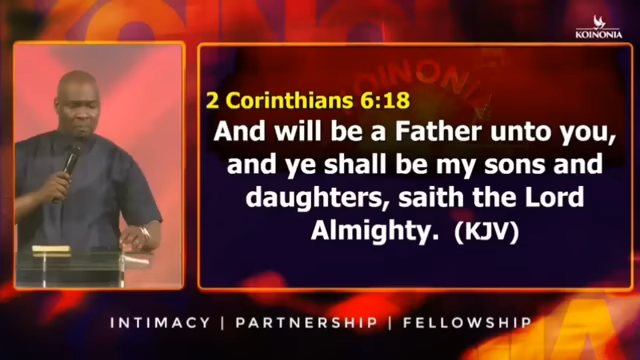 KOINONIA
KOINONIA
2 Corinthians 6:18
And will be a Father unto you,
and ye shall be my sons and
daughters, saith the Lord
Almighty. (KJV)
INTIMACY | PARTNERSHIP | FELLOWSHIP